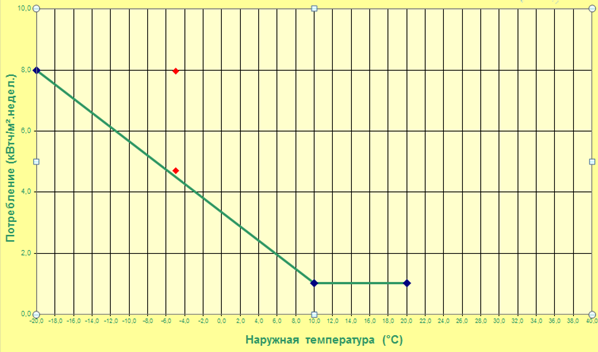 10,0
8,0
6,0
4,0
2,0
0,0
Потребление (кВтч/м².недел.)
-20,0 -18,0 -16,0 -14,0 -12,0 -10,0 -8,0 -6,0 -4,0 -2,0 0,0 2,0 4,0 6,0 8,0 10,0 12,0 14,0 16,0 18,0 20,0 22,0 24,0 26,0 28,0 30,0 32,0 34,0 36,0 38,0 40,0
Наружная температура (°C)